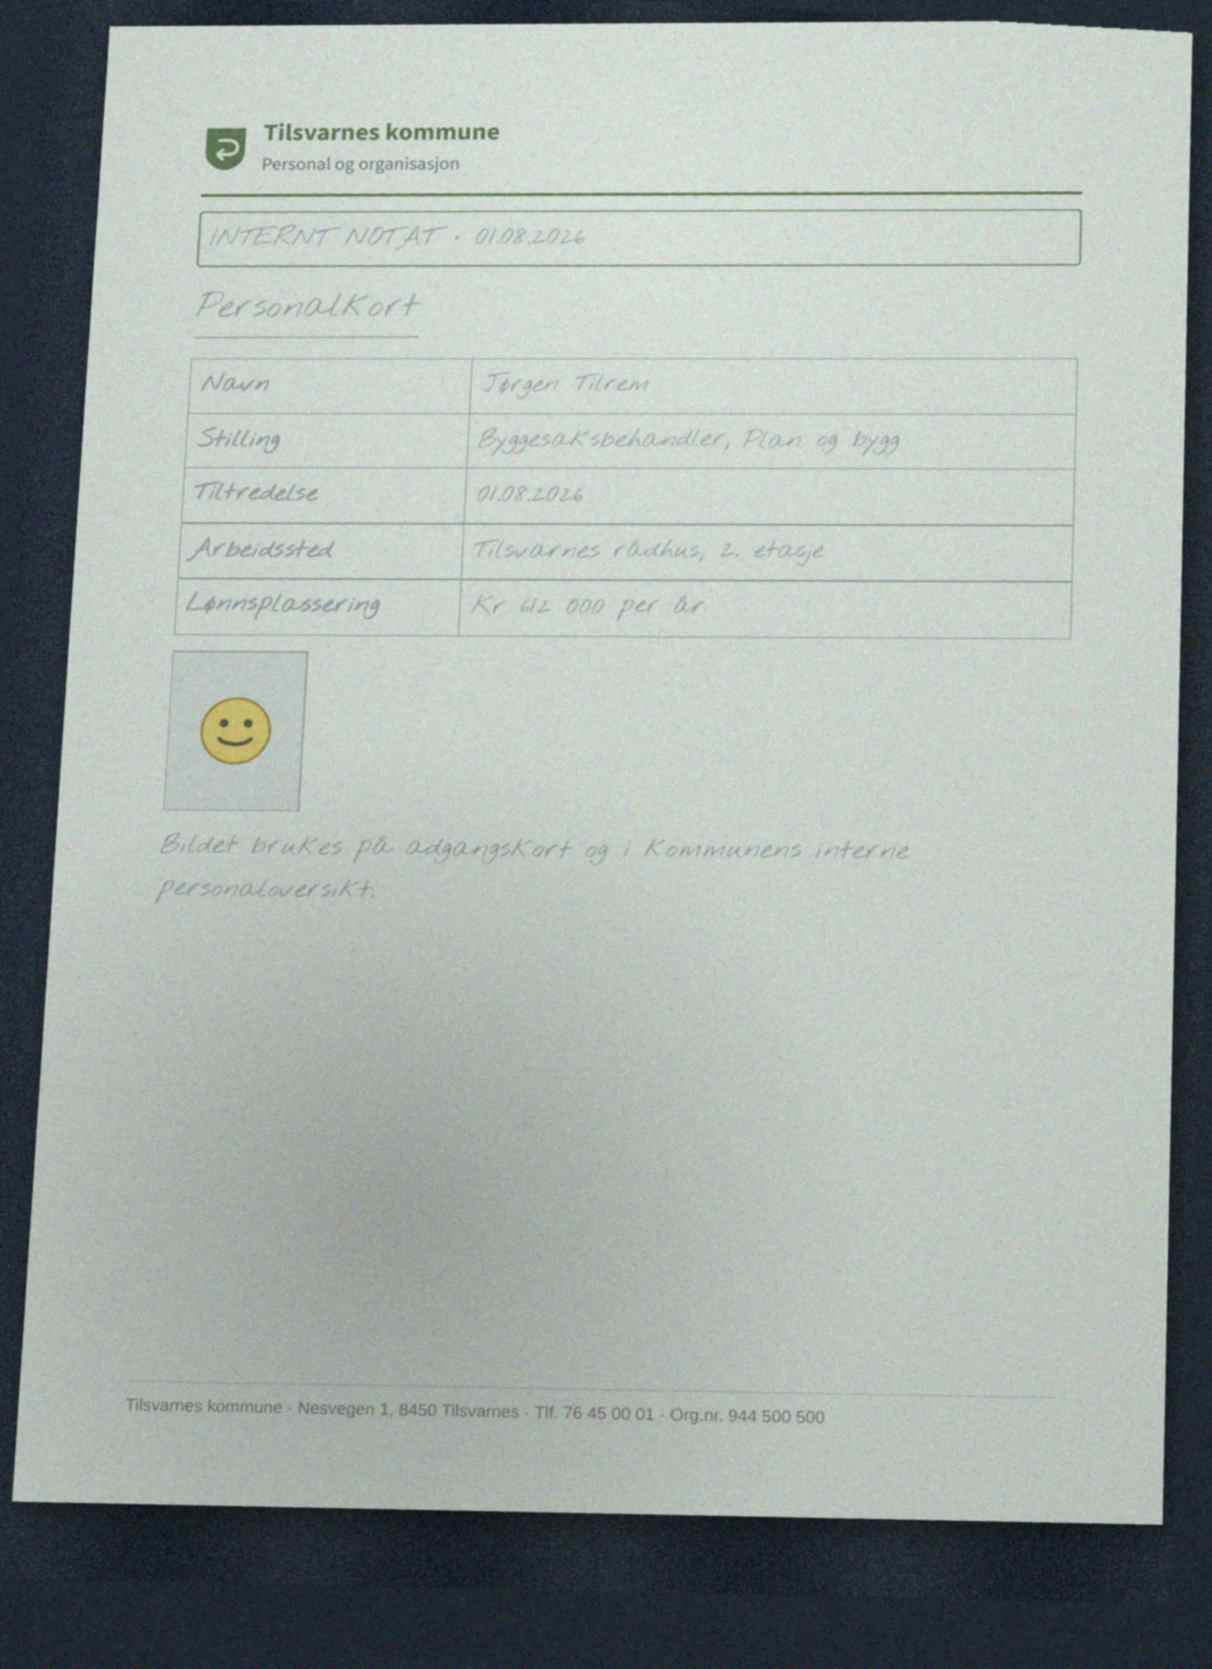 Tilsvarnes kommune
Personal og organisasjon
INTERNT NOTAT · 01.08.2026
Personalkort
Navn Jørgen Tilrem
Stilling Byggesaksbehandler, Plan og bygg
Tiltredelse 01.08.2026
Arbeidssted Tilsvarnes rådhus, 2. etasje
Lønnsplassering Kr 612 000 per år
Bildet brukes på adgangskort og i kommunens interne
personaloversikt.
Tilsvarnes kommune · Nesvegen 1, 8450 Tilsvarnes · Tlf. 76 45 00 01 · Org.nr. 944 500 500